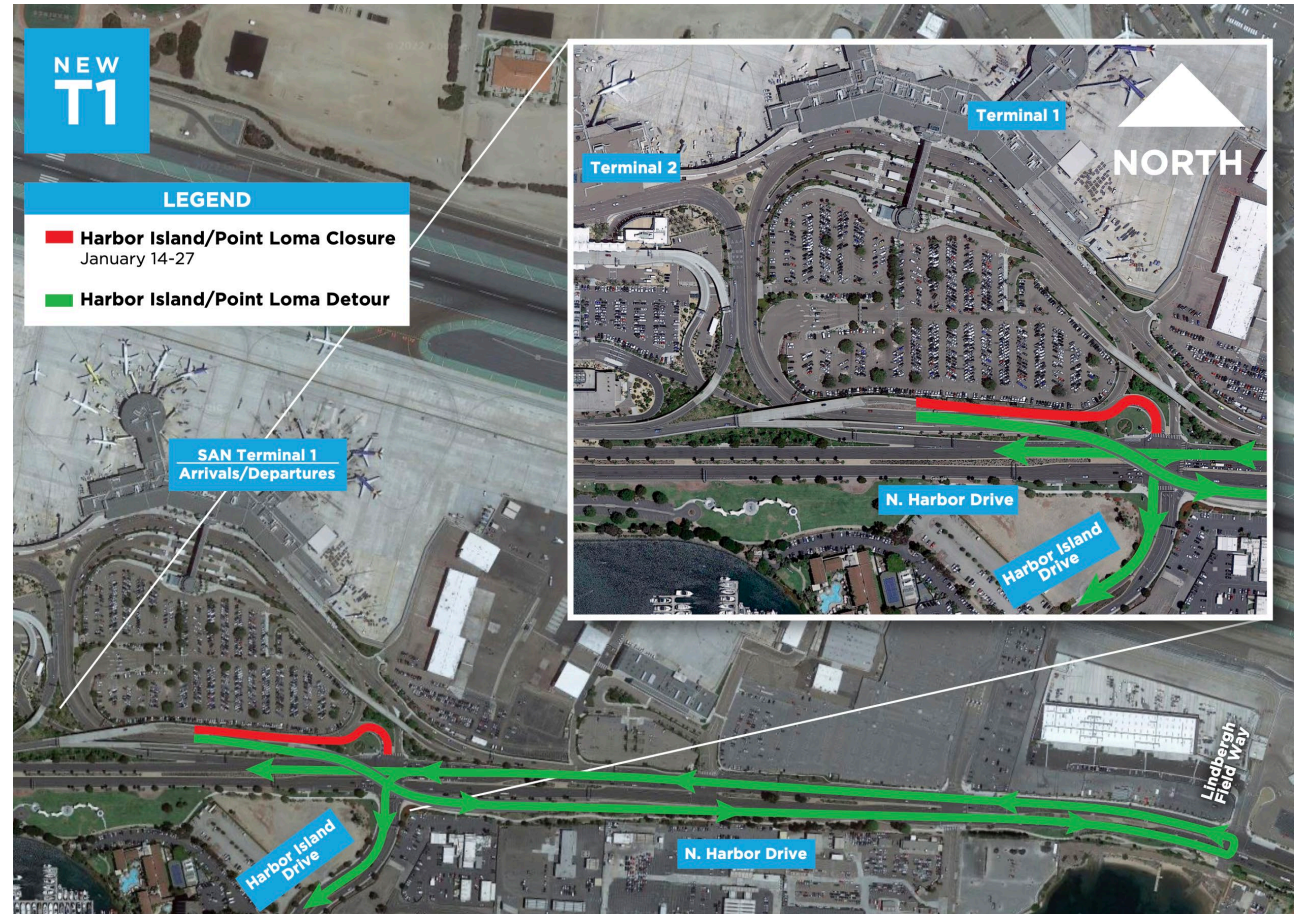 NEW
T1
LEGEND
Harbor Island/Point Loma Closure
January 14-27
Harbor Island/Point Loma Detour
SAN Terminal 1
Arrivals/Departures
Terminal 1
Terminal 2
NORTH
N. Harbor Drive
Harbor Island
Drive
Lindbergh
Field Way
Harbor Island
Drive
N. Harbor Drive